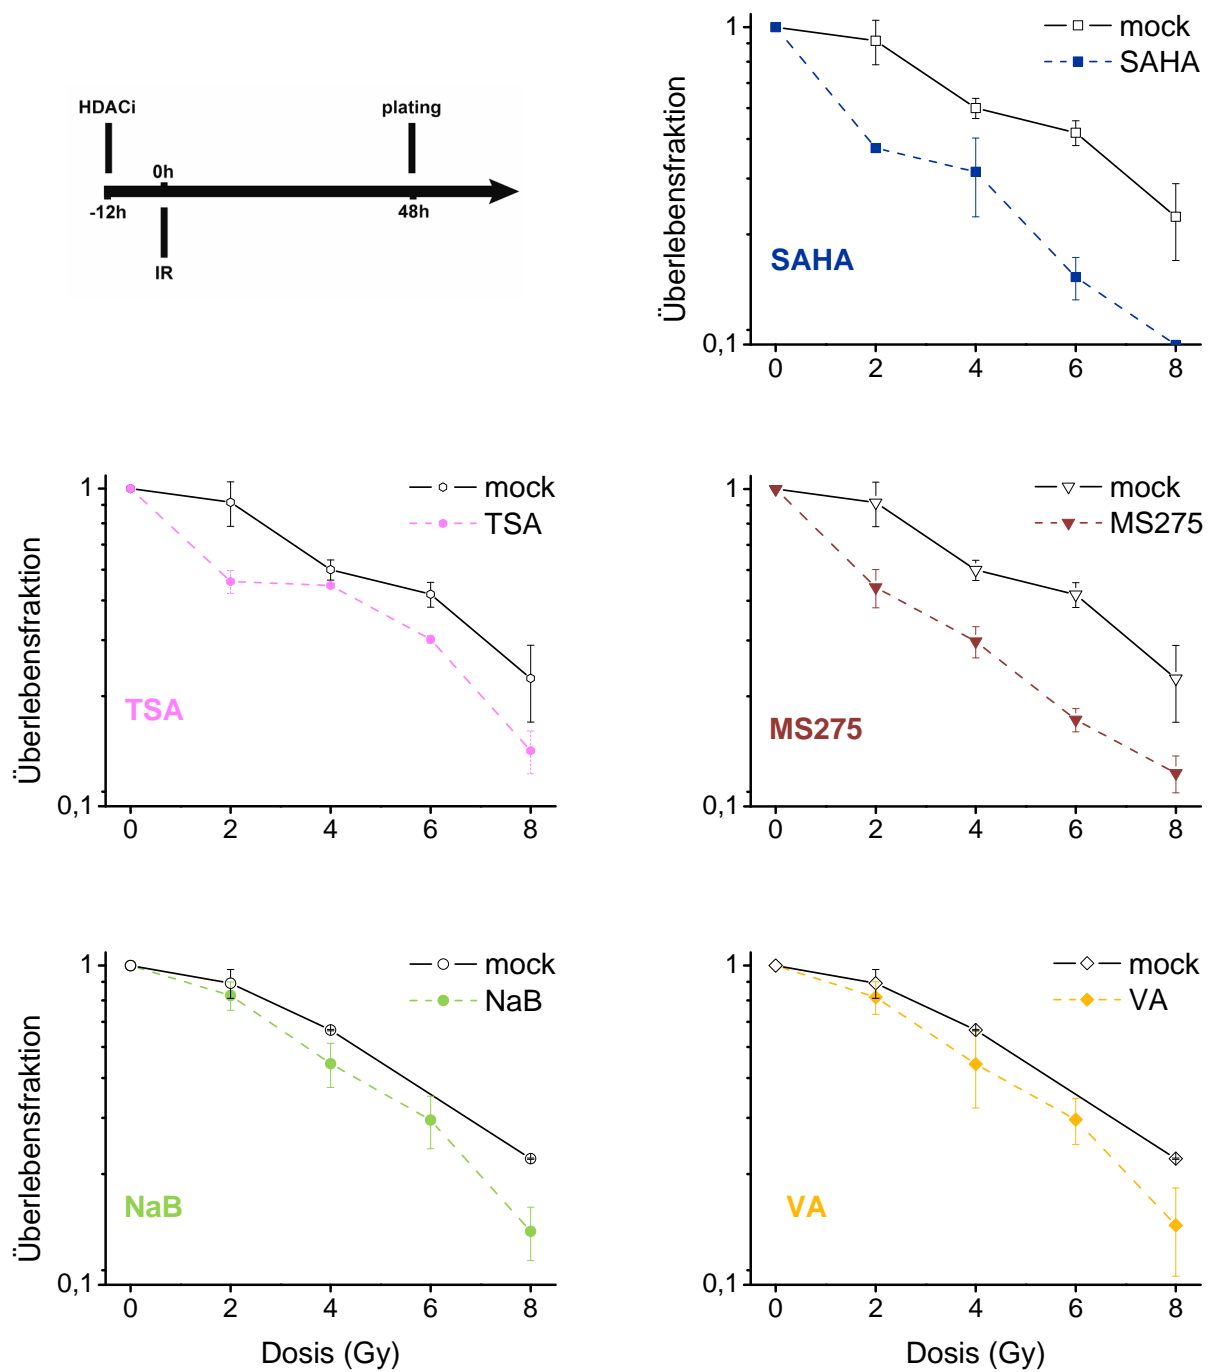 HDACi
plating
0h
-12h
48h
IR
mock
SAHA
1
0,1
Überlebensfraktion
SAHA
0 2 4 6 8
mock
TSA
1
0,1
Überlebensfraktion
TSA
0 2 4 6 8
mock
MS275
1
0,1
MS275
0 2 4 6 8
mock
NaB
1
0,1
Überlebensfraktion
NaB
0 2 4 6 8
Dosis (Gy)
mock
VA
1
0,1
VA
0 2 4 6 8
Dosis (Gy)